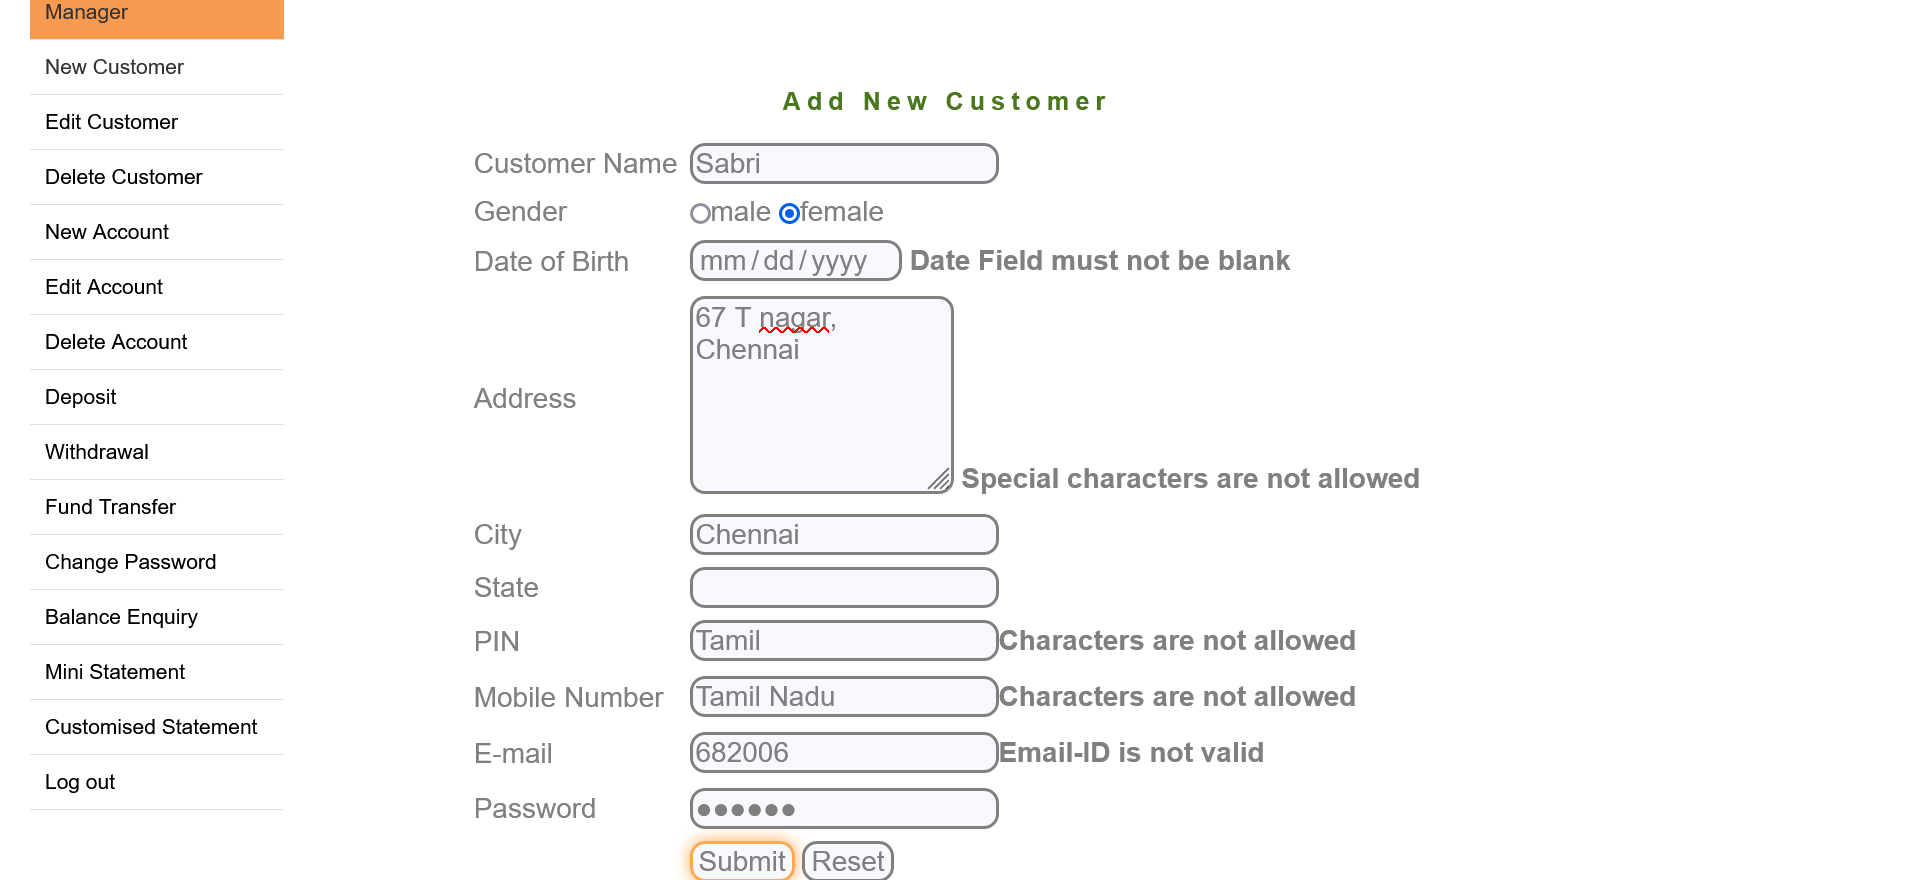 Manager
New Customer
Edit Customer
Delete Customer
New Account
Edit Account
Delete Account
Deposit
Withdrawal
Fund Transfer
Change Password
Balance Enquiry
Mini Statement
Customised Statement
Log out
Add New Customer
Customer Name Sabri
Gender male female
Date of Birth mm/dd/yyyy Date Field must not be blank
Address 67 T nagar,
Chennai
Special characters are not allowed
City Chennai
State
PIN Tamil Characters are not allowed
Mobile Number Tamil Nadu Characters are not allowed
E-mail 682006 Email-ID is not valid
Password ●●●●●●
Submit Reset